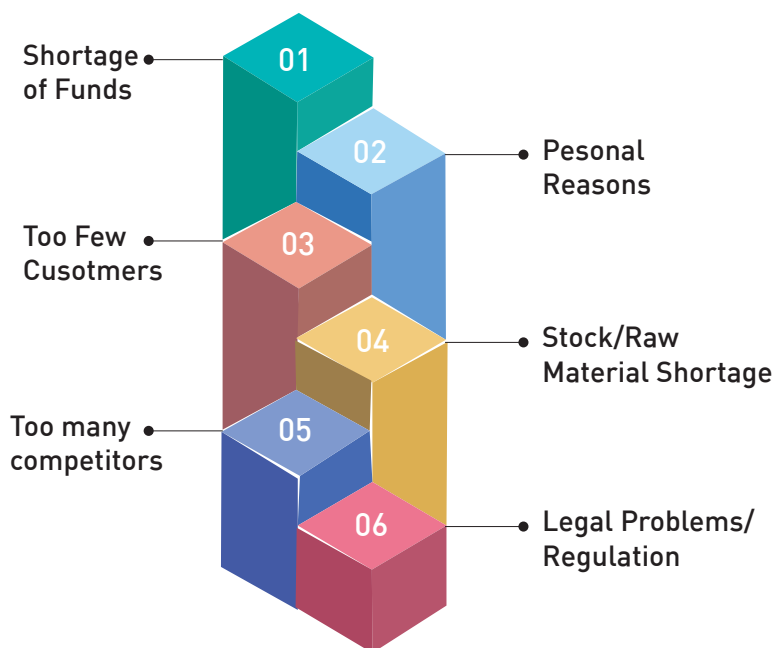 01
Shortage
of Funds
02
Pesonal
Reasons
03
Too Few
Cusotmers
04
Stock/Raw
Material Shortage
05
Too many
competitors
06
Legal Problems/
Regulation